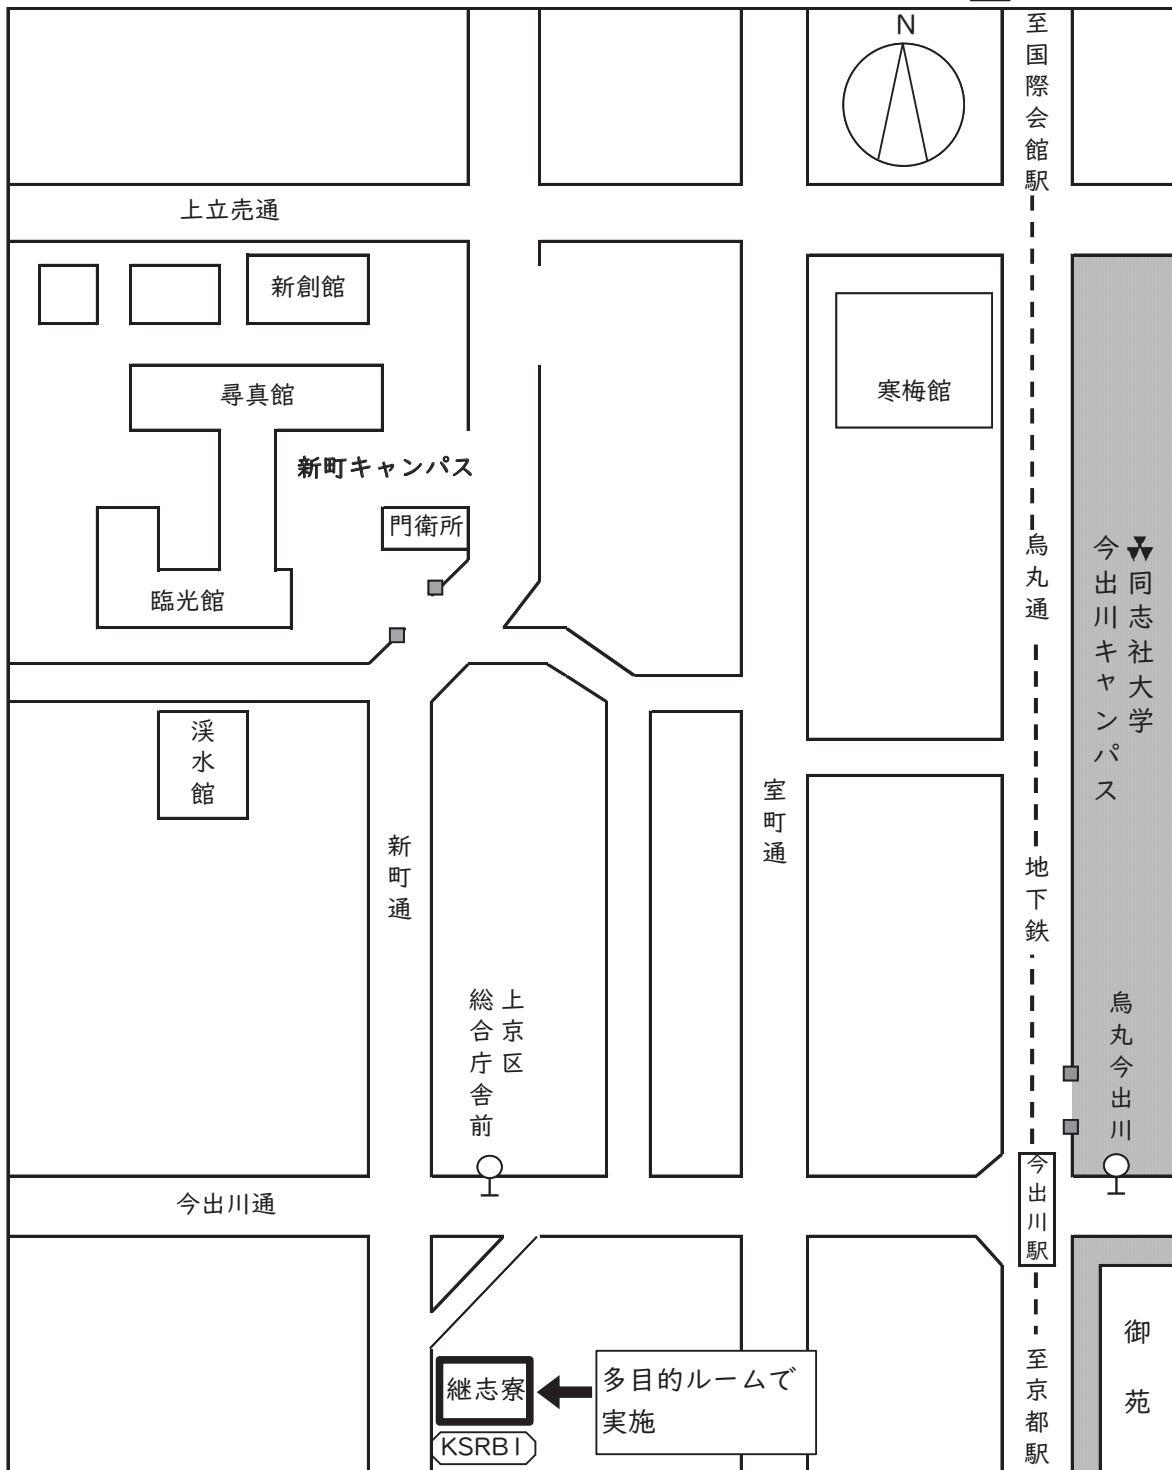 N
至国際会館駅
上立売通
新創館
尋真館
寒梅館
新町キャンパス
門衛所
臨光館
烏丸通
同志社大学
今出川キャンパス
渓水館
室町通
新町通
地下鉄
上京区
総合庁舎前
烏丸今出川
今出川通
今出川駅
御苑
至京都駅
継志寮
多目的ルームで
実施
KSRB1